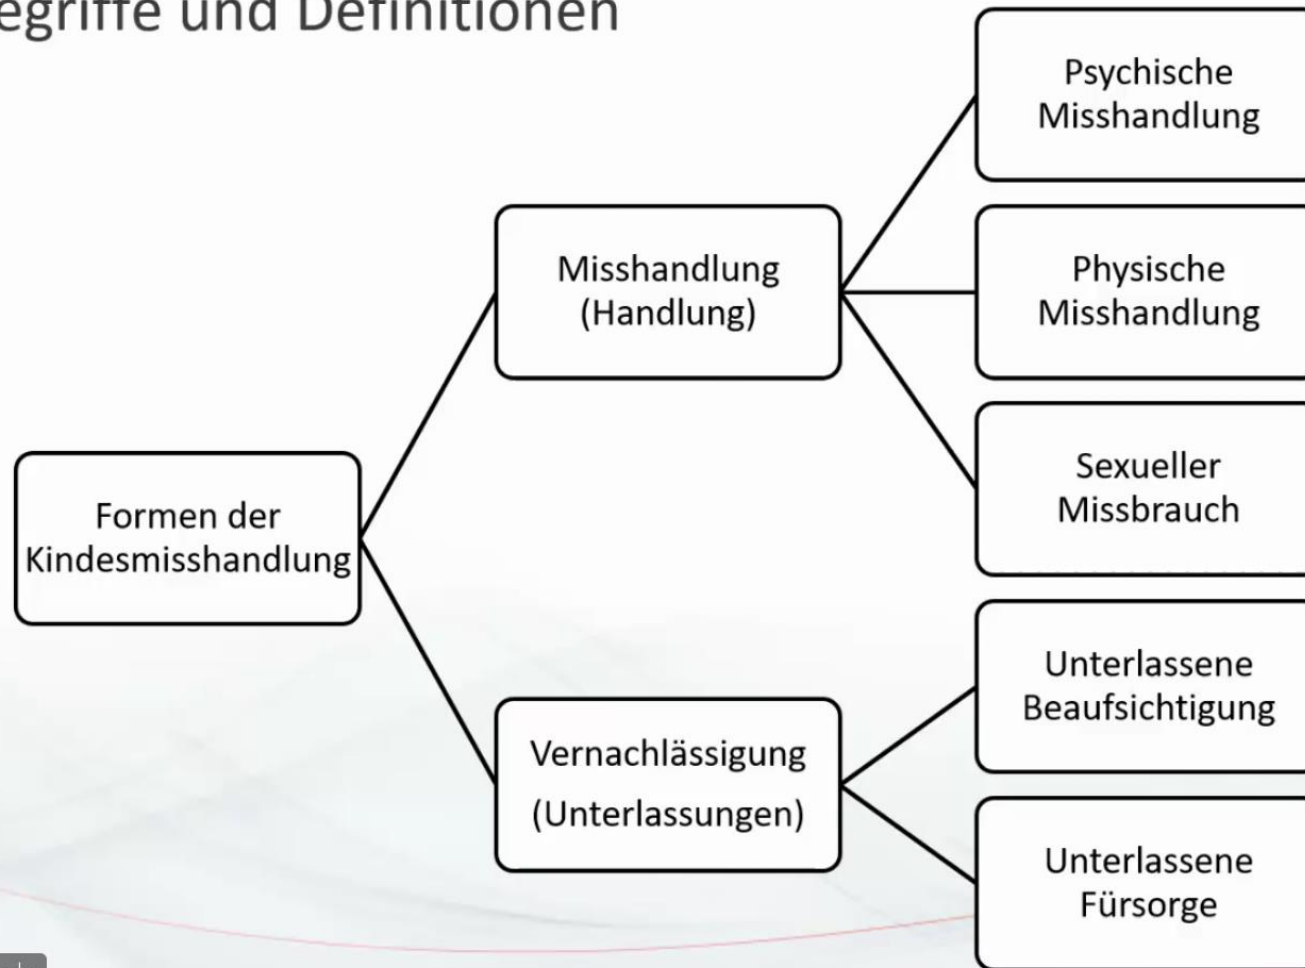 egriffe und Definitionen
Psychische
Misshandlung
Misshandlung
(Handlung)
Physische
Misshandlung
Sexueller
Missbrauch
Formen der
Kindesmisshandlung
Unterlassene
Beaufsichtigung
Vernachlässigung
(Unterlassungen)
Unterlassene
Fürsorge